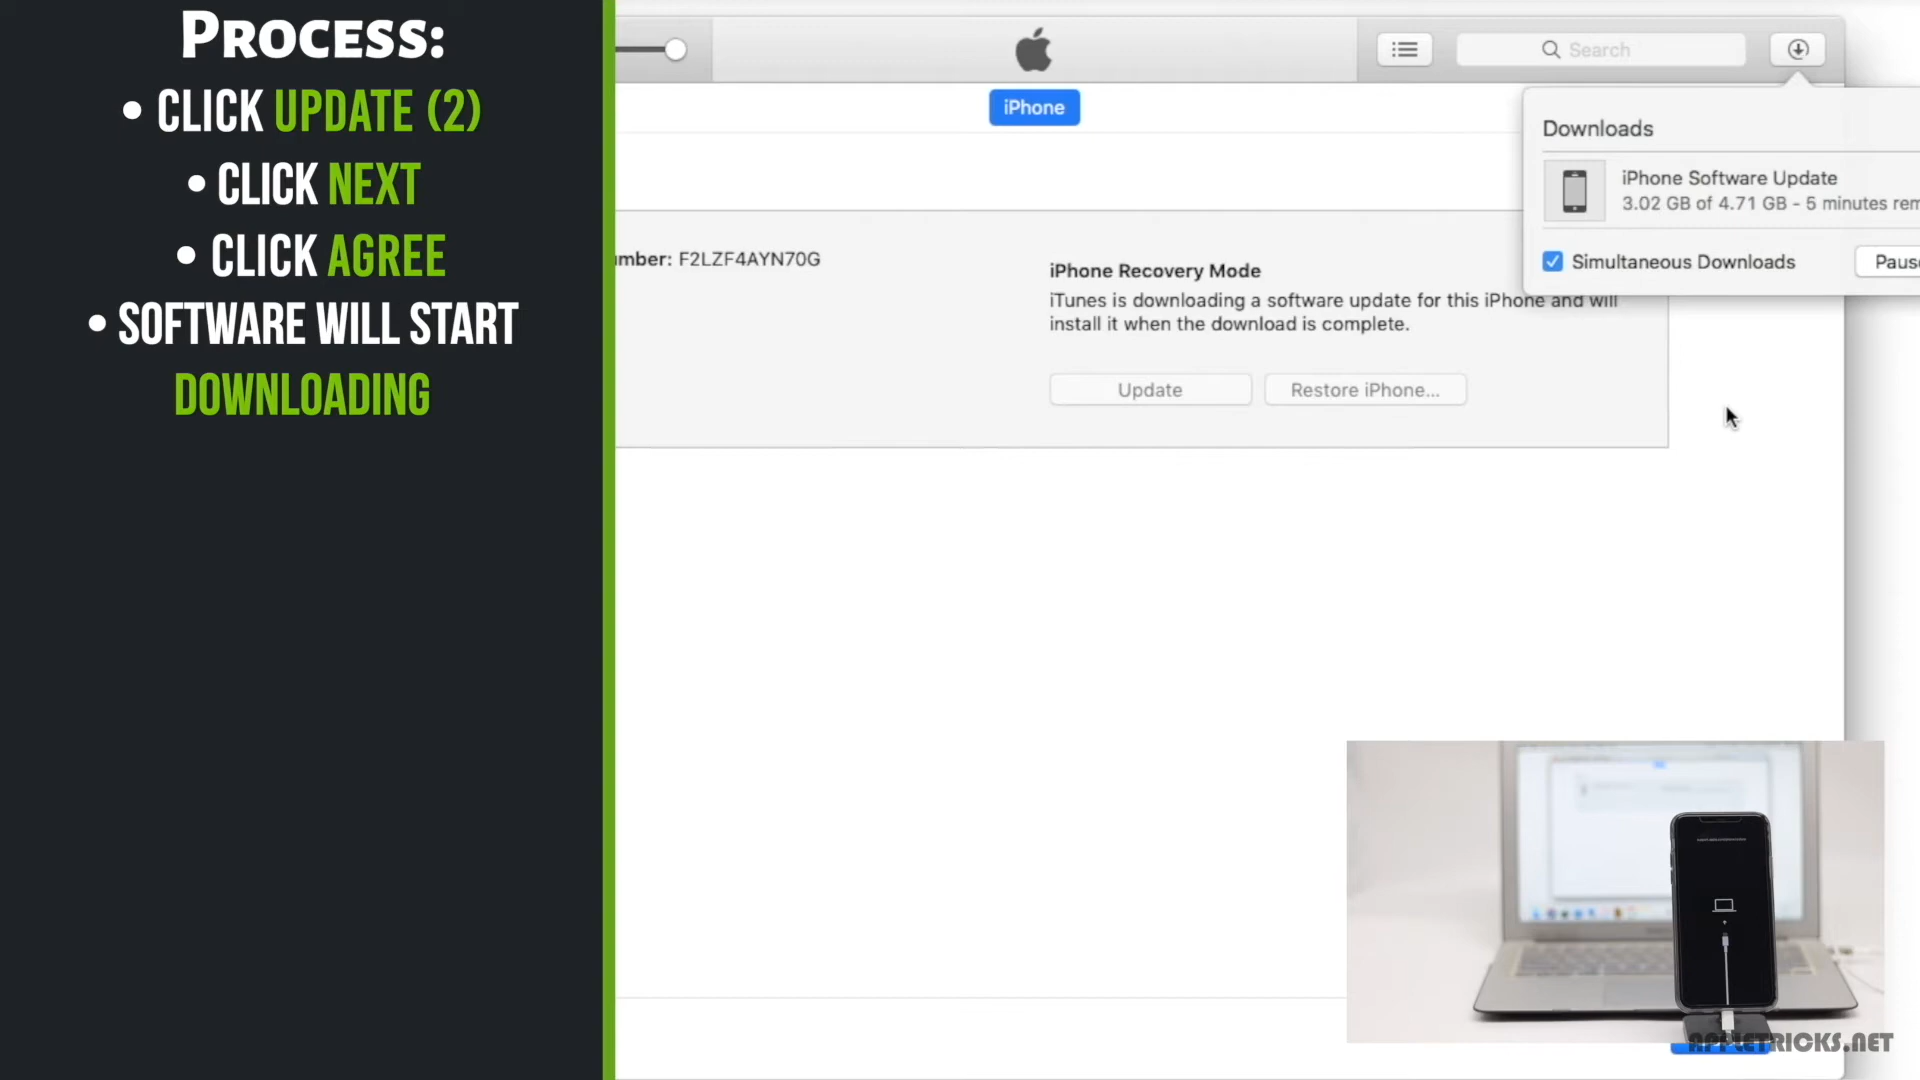 Process:
• CLICK UPDATE (2)
• CLICK NEXT
• CLICK AGREE
• SOFTWARE WILL START
DOWNLOADING
Search
iPhone
Downloads
iPhone Software Update
3.02 GB of 4.71 GB - 5 minutes rem
Simultaneous Downloads
Paus
umber: F2LZF4AYN70G
iPhone Recovery Mode
iTunes is downloading a software update for this iPhone and will
install it when the download is complete.
Update
Restore iPhone...
APPLETRICKS.NET